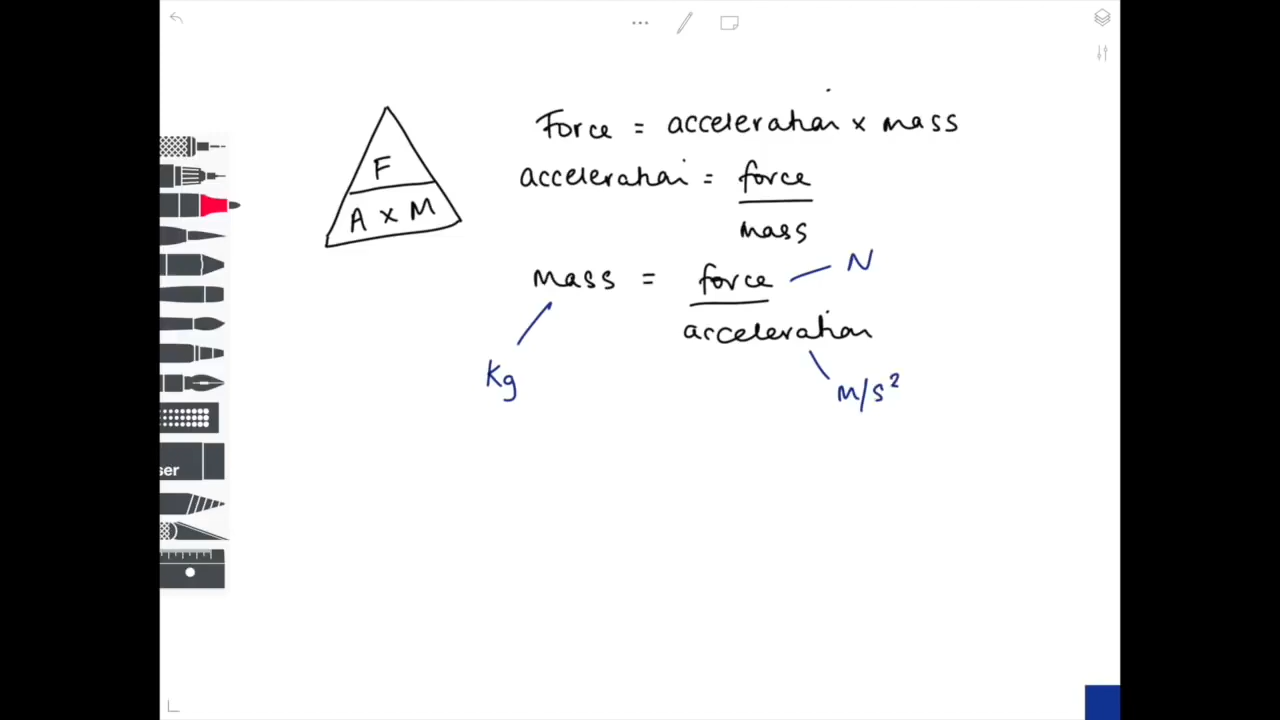 Force = acceleration × mass
F
acceleration = force
A × M
mass
mass = force — N
acceleration
Kg
M/s²
ser